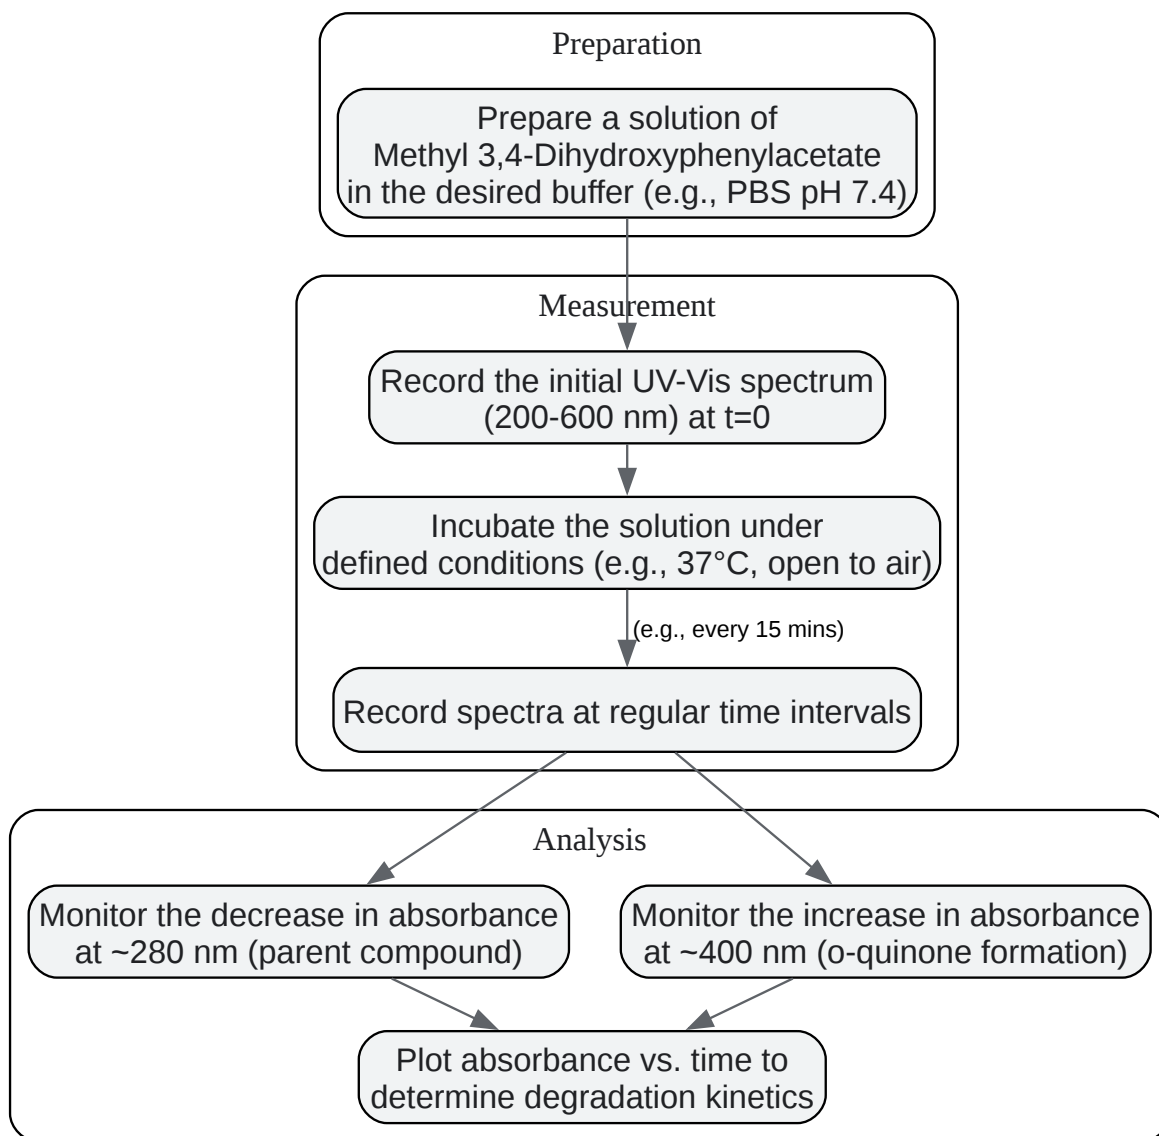 Preparation
Prepare a solution of
Methyl 3,4-Dihydroxyphenylacetate
in the desired buffer (e.g., PBS pH 7.4)
Measurement
Record the initial UV-Vis spectrum
(200-600 nm) at t=0
Incubate the solution under
defined conditions (e.g., 37°C, open to air)
(e.g., every 15 mins)
Record spectra at regular time intervals
Analysis
Monitor the decrease in absorbance
at ~280 nm (parent compound)
Monitor the increase in absorbance
at ~400 nm (o-quinone formation)
Plot absorbance vs. time to
determine degradation kinetics